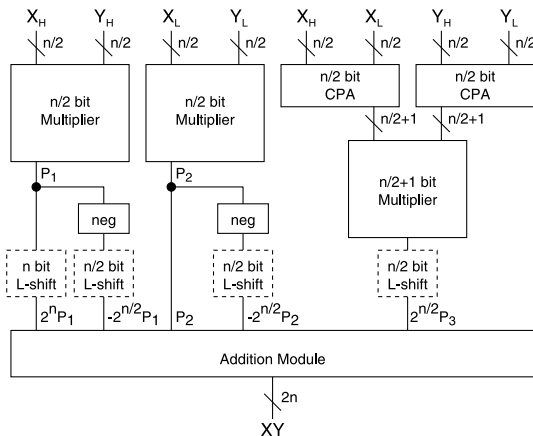 X_H Y_H X_L Y_L X_H X_L Y_H Y_L
n/2 n/2 n/2 n/2 n/2 n/2 n/2 n/2
n/2 bit
Multiplier
n/2 bit
Multiplier
n/2 bit
CPA
n/2 bit
CPA
n/2+1 n/2+1
P_1
P_2
n/2+1 bit
Multiplier
neg
neg
n bit
L-shift
n/2 bit
L-shift
n/2 bit
L-shift
n/2 bit
L-shift
2^nP_1 -2^{n/2}P_1 P_2 -2^{n/2}P_2 2^{n/2}P_3
Addition Module
2n
XY